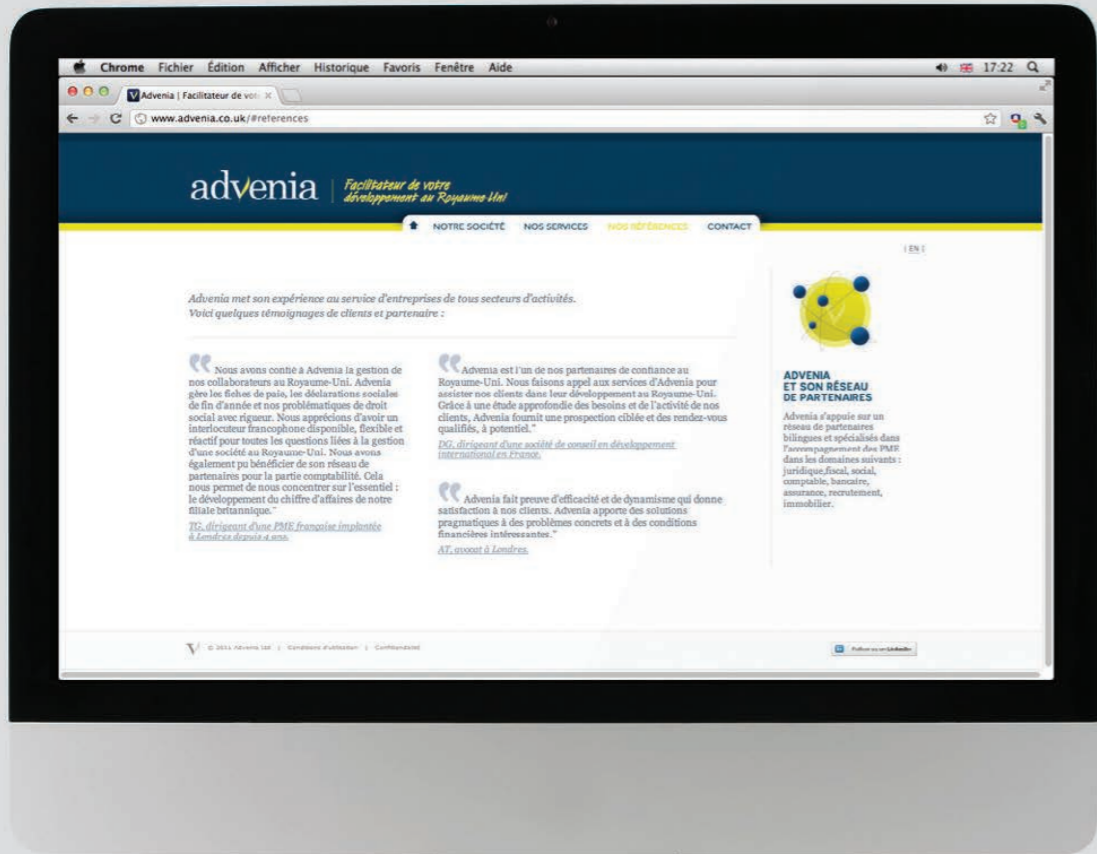 Chrome Fichier Édition Afficher Historique Favoris Fenêtre Aide 17:22
Advenia | Facilitateur de vot
www.advenia.co.uk/#references
advenia | Facilitateur de votre
développement au Royaume Uni
NOTRE SOCIÉTÉ NOS SERVICES NOS RÉFÉRENCES CONTACT
EN
Advenia met son expérience au service d'entreprises de tous secteurs d'activités.
Voici quelques témoignages de clients et partenaire :
Nous avons confié à Advenia la gestion de
nos collaborateurs au Royaume-Uni. Advenia
gère les fiches de paie, les déclarations sociales
de fin d'année et nos problématiques de droit
social avec rigueur. Nous apprécions d'avoir un
interlocuteur francophone disponible, flexible et
réactif pour toutes les questions liées à la gestion
d'une société au Royaume-Uni. Nous avons
également pu bénéficier de son réseau de
partenaires pour la partie comptabilité. Cela
nous permet de nous concentrer sur l'essentiel :
le développement du chiffre d'affaires de notre
filiale britannique."
TG, dirigeant d'une PME française implantée
à Londres depuis 4 ans.
Advenia est l'un de nos partenaires de confiance au
Royaume-Uni. Nous faisons appel aux services d'Advenia pour
assister nos clients dans leur développement au Royaume-Uni.
Grâce à une étude approfondie des besoins et de l'activité de nos
clients, Advenia fournit une prospection ciblée et des rendez-vous
qualifiés, à potentiel."
DG, dirigeant d'une société de conseil en développement
international en France.
Advenia fait preuve d'efficacité et de dynamisme qui donne
satisfaction à nos clients. Advenia apporte des solutions
pragmatiques à des problèmes concrets et à des conditions
financières intéressantes."
AT, avocat à Londres.
ADVENIA
ET SON RÉSEAU
DE PARTENAIRES
Advenia s'appuie sur un
réseau de partenaires
bilingues et spécialisés dans
l'accompagnement des PME
dans les domaines suivants :
juridique,fiscal, social,
comptable, bancaire,
assurance, recrutement,
immobilier.
© 2011 Advenia Ltd | Conditions d'utilisation | Confidentialité
Follow us on LinkedIn